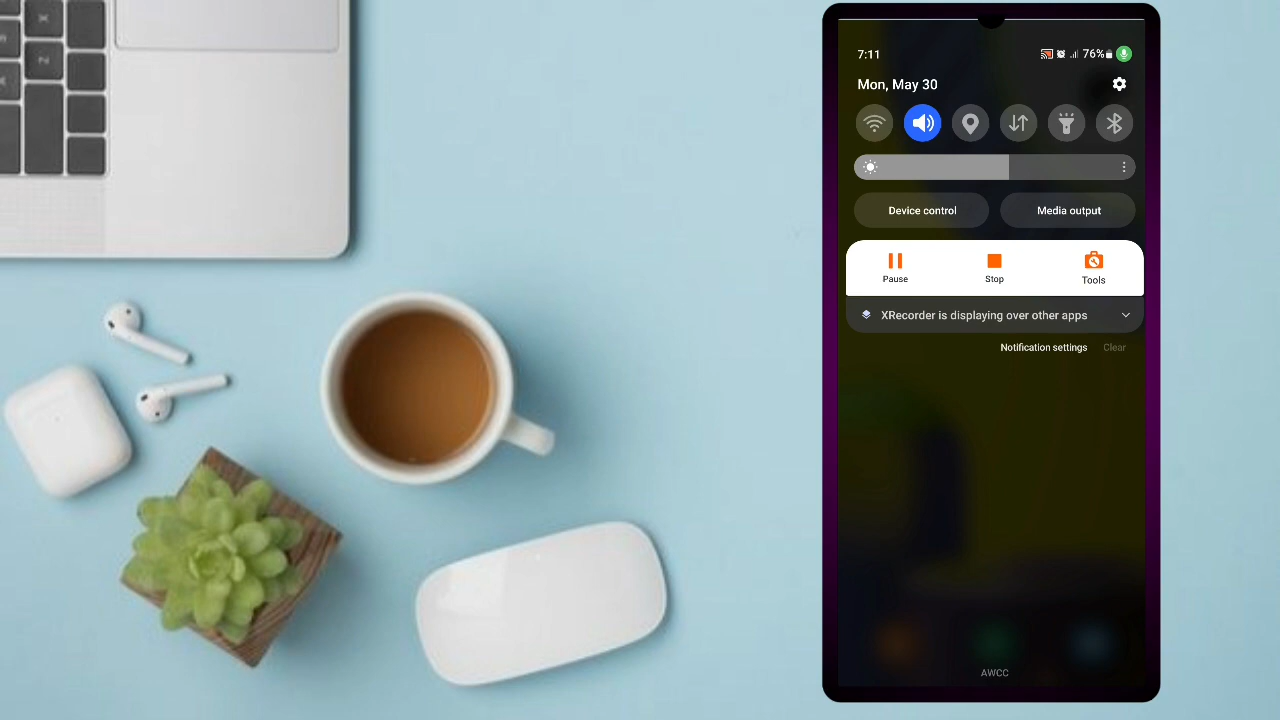 7:11
76%
Mon, May 30
Device control
Media output
Pause
Stop
Tools
XRecorder is displaying over other apps
Notification settings
Clear
AWCC